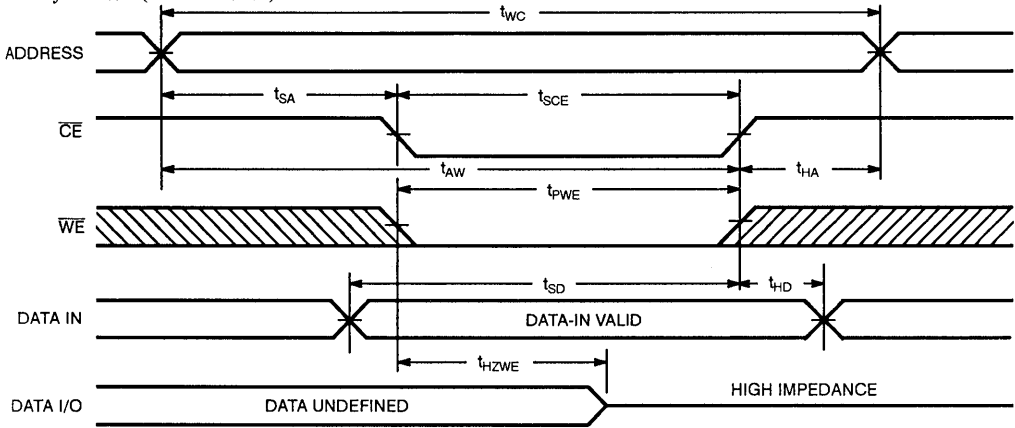 tWC
ADDRESS
tSA
tSCE
CE
tAW
tHA
tPWE
WE
tSD
tHD
DATA IN
DATA-IN VALID
tHZWE
DATA I/O
DATA UNDEFINED
HIGH IMPEDANCE